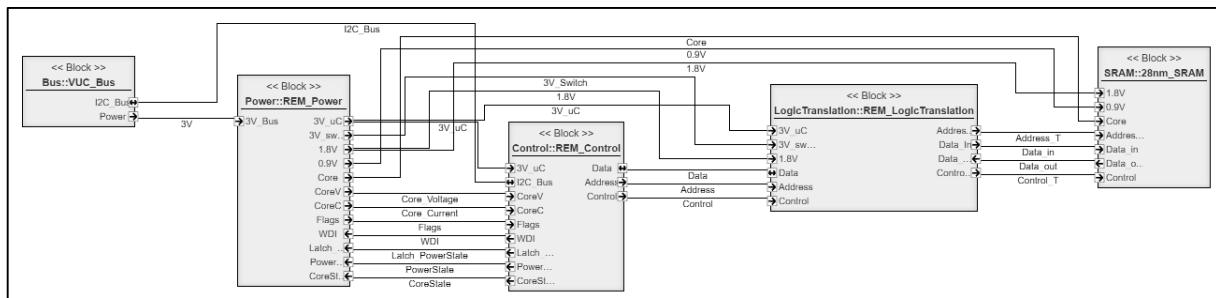 I2C_Bus
<< Block >>
Bus::VUC_Bus
I2C_Bus
Power
3V
<< Block >>
Power::REM_Power
3V_Bus
3V_uC
3V_sw...
1.8V
0.9V
Core
CoreV
CoreC
Flags
WDI
Latch_...
Power...
CoreSt...
Core
0.9V
1.8V
3V_Switch
1.8V
3V_uC
3V_uC
Core_Voltage
Core_Current
Flags
WDI
Latch_PowerState
PowerState
CoreState
<< Block >>
Control::REM_Control
3V_uC
I2C_Bus
CoreV
CoreC
Flags
WDI
Latch_...
Power...
CoreSt...
Data
Address
Control
Data
Address
Control
<< Block >>
LogicTranslation::REM_LogicTranslation
3V_uC
3V_sw...
1.8V
Data
Address
Control
Addres...
Data_In
Data_...
Contro...
Address_T
Data_in
Data_out
Control_T
<< Block >>
SRAM::28nm_SRAM
1.8V
0.9V
Core
Addres...
Data_in
Data_o...
Control